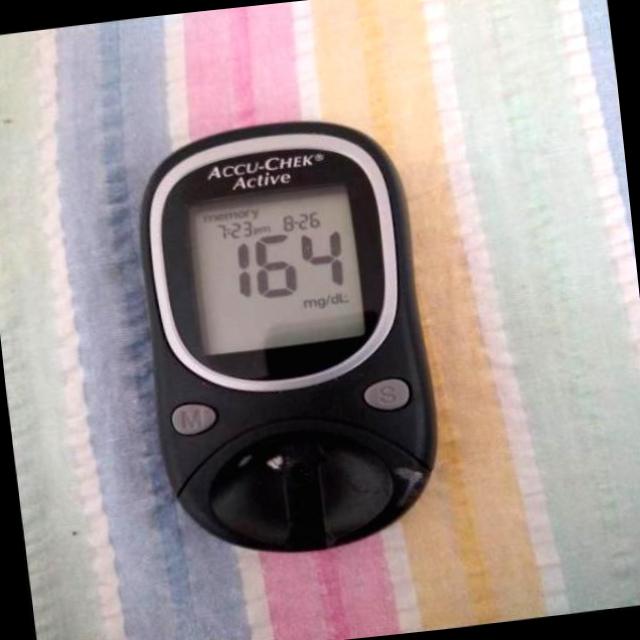 ACCU-CHEK®
Active
memory
7:23pm 8-26
164
mg/dL
M
S